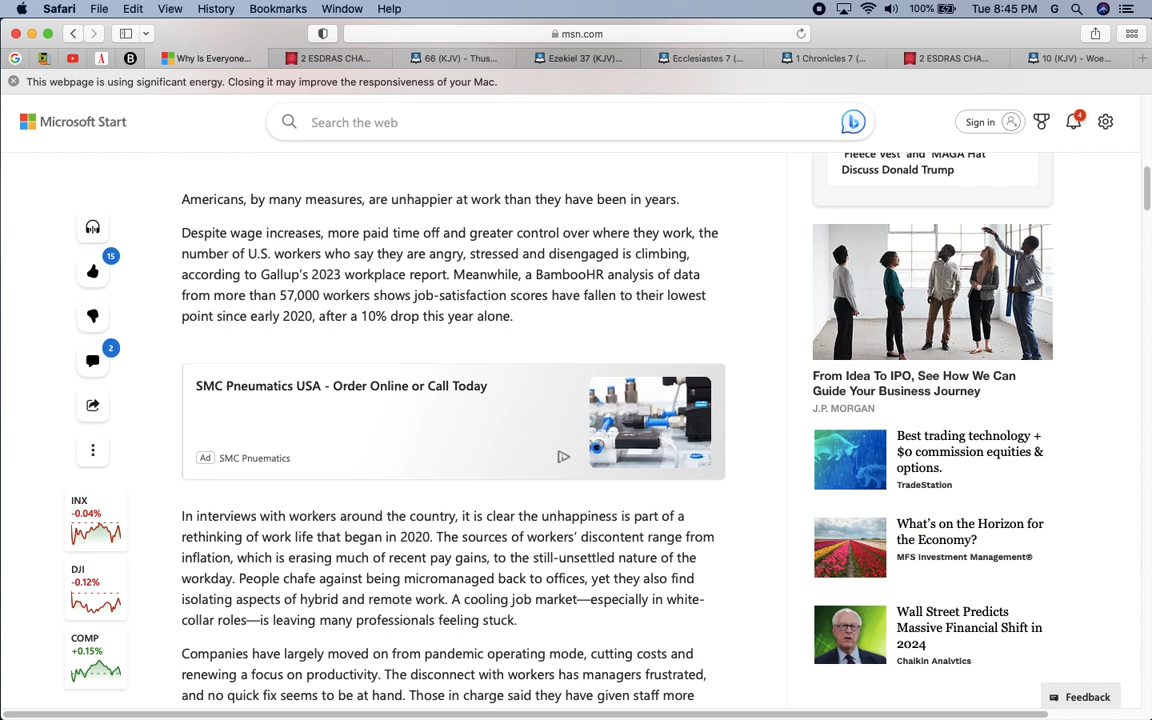 Safari File Edit View History Bookmarks Window Help 100% Tue 8:45 PM G
msn.com
Why Is Everyone... 2 ESDRAS CHA... 66 (KJV) - Thus... Ezekiel 37 (KJV)... Ecclesiastes 7 (... 1 Chronicles 7 (... 2 ESDRAS CHA... 10 (KJV) - Woe...
This webpage is using significant energy. Closing it may improve the responsiveness of your Mac.
Microsoft Start
Search the web
Sign in
4
Americans, by many measures, are unhappier at work than they have been in years.
Despite wage increases, more paid time off and greater control over where they work, the
number of U.S. workers who say they are angry, stressed and disengaged is climbing,
according to Gallup's 2023 workplace report. Meanwhile, a BambooHR analysis of data
from more than 57,000 workers shows job-satisfaction scores have fallen to their lowest
point since early 2020, after a 10% drop this year alone.
15
2
SMC Pneumatics USA - Order Online or Call Today
Ad SMC Pnuematics
In interviews with workers around the country, it is clear the unhappiness is part of a
rethinking of work life that began in 2020. The sources of workers' discontent range from
inflation, which is erasing much of recent pay gains, to the still-unsettled nature of the
workday. People chafe against being micromanaged back to offices, yet they also find
isolating aspects of hybrid and remote work. A cooling job market—especially in white-
collar roles—is leaving many professionals feeling stuck.
Companies have largely moved on from pandemic operating mode, cutting costs and
renewing a focus on productivity. The disconnect with workers has managers frustrated,
and no quick fix seems to be at hand. Those in charge said they have given staff more
INX
-0.04%
DJI
-0.12%
COMP
+0.15%
'Fleece Vest' and 'MAGA Hat'
Discuss Donald Trump
From Idea To IPO, See How We Can
Guide Your Business Journey
J.P. MORGAN
Best trading technology +
$0 commission equities &
options.
TradeStation
What's on the Horizon for
the Economy?
MFS Investment Management®
Wall Street Predicts
Massive Financial Shift in
2024
Chaikin Analytics
Feedback